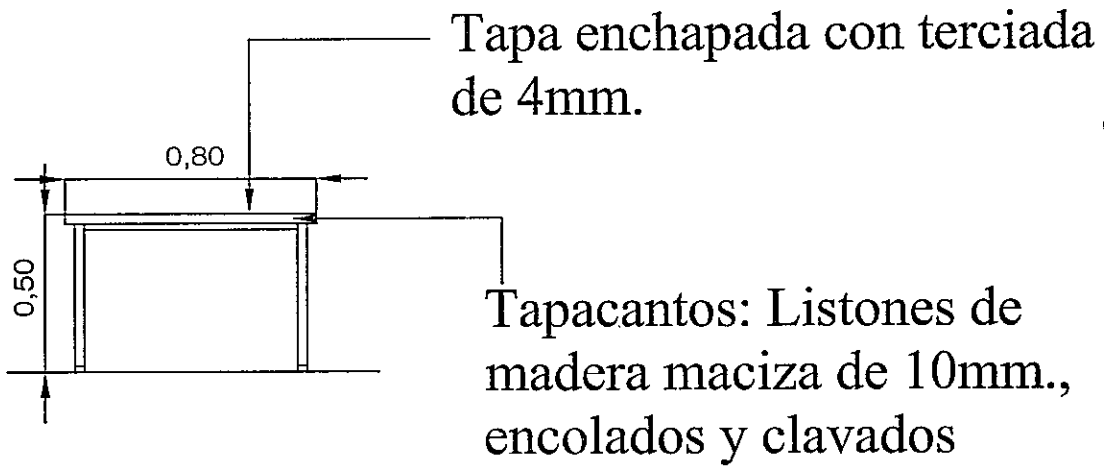 Tapa enchapada con terciada
de 4mm.
0,80
0,50
Tapacantos: Listones de
madera maciza de 10mm.,
encolados y clavados